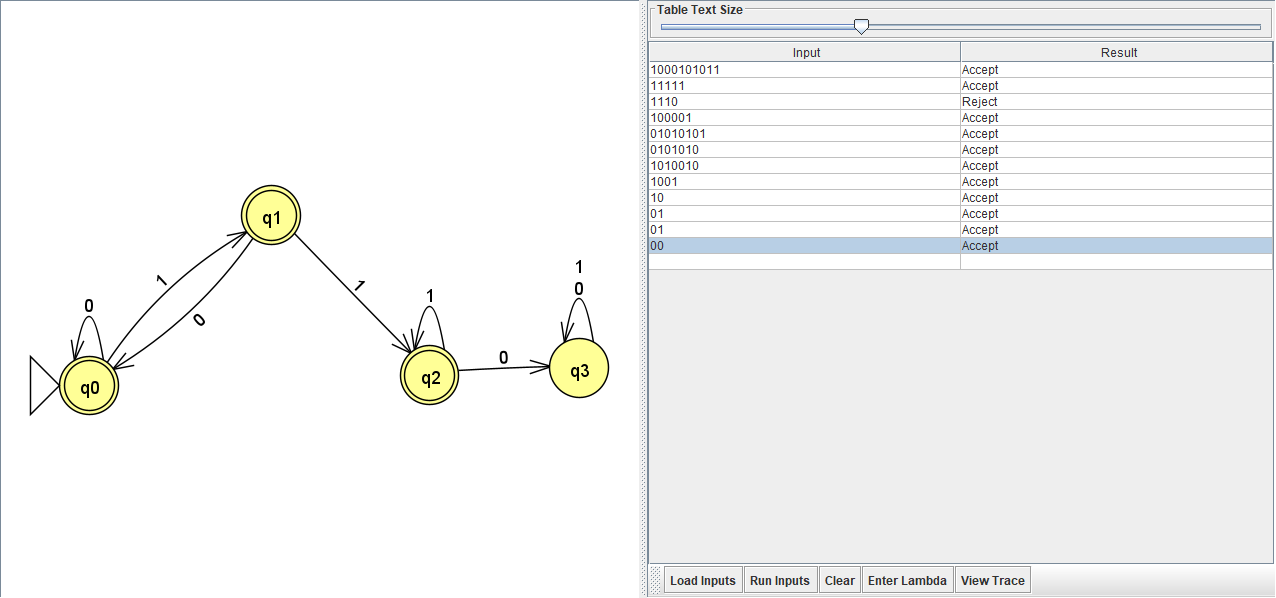 Table Text Size
Input Result
1000101011 Accept
11111 Accept
1110 Reject
100001 Accept
01010101 Accept
0101010 Accept
1010010 Accept
1001 Accept
10 Accept
01 Accept
01 Accept
00 Accept
q1
1
0
1
0
q0
1
q2
0
1
0
q3
Load Inputs Run Inputs Clear Enter Lambda View Trace